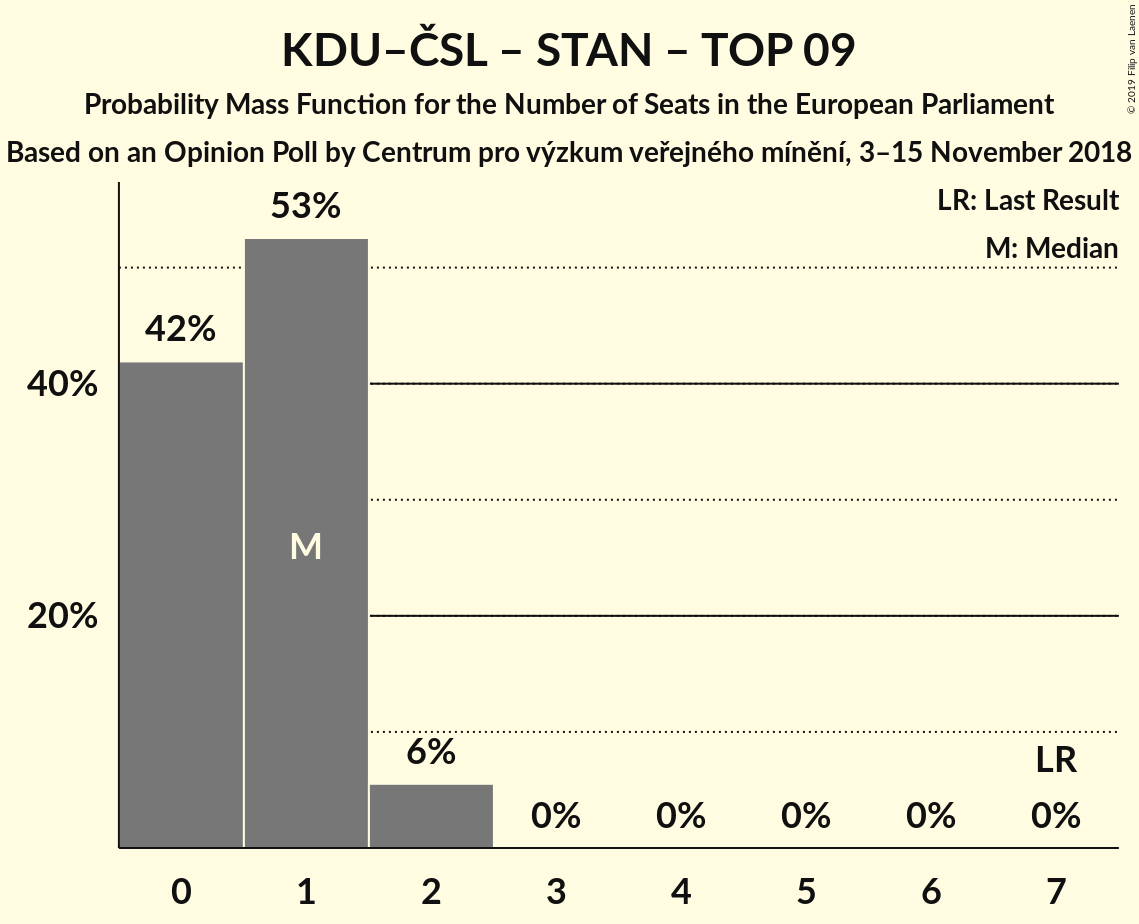 KDU–ČSL – STAN – TOP 09
Probability Mass Function for the Number of Seats in the European Parliament
Based on an Opinion Poll by Centrum pro výzkum veřejného mínění, 3–15 November 2018
© 2019 Filip van Laenen
LR: Last Result
M: Median
53%
42%
40%
M
20%
6%
LR
0% 0% 0% 0% 0%
0 1 2 3 4 5 6 7